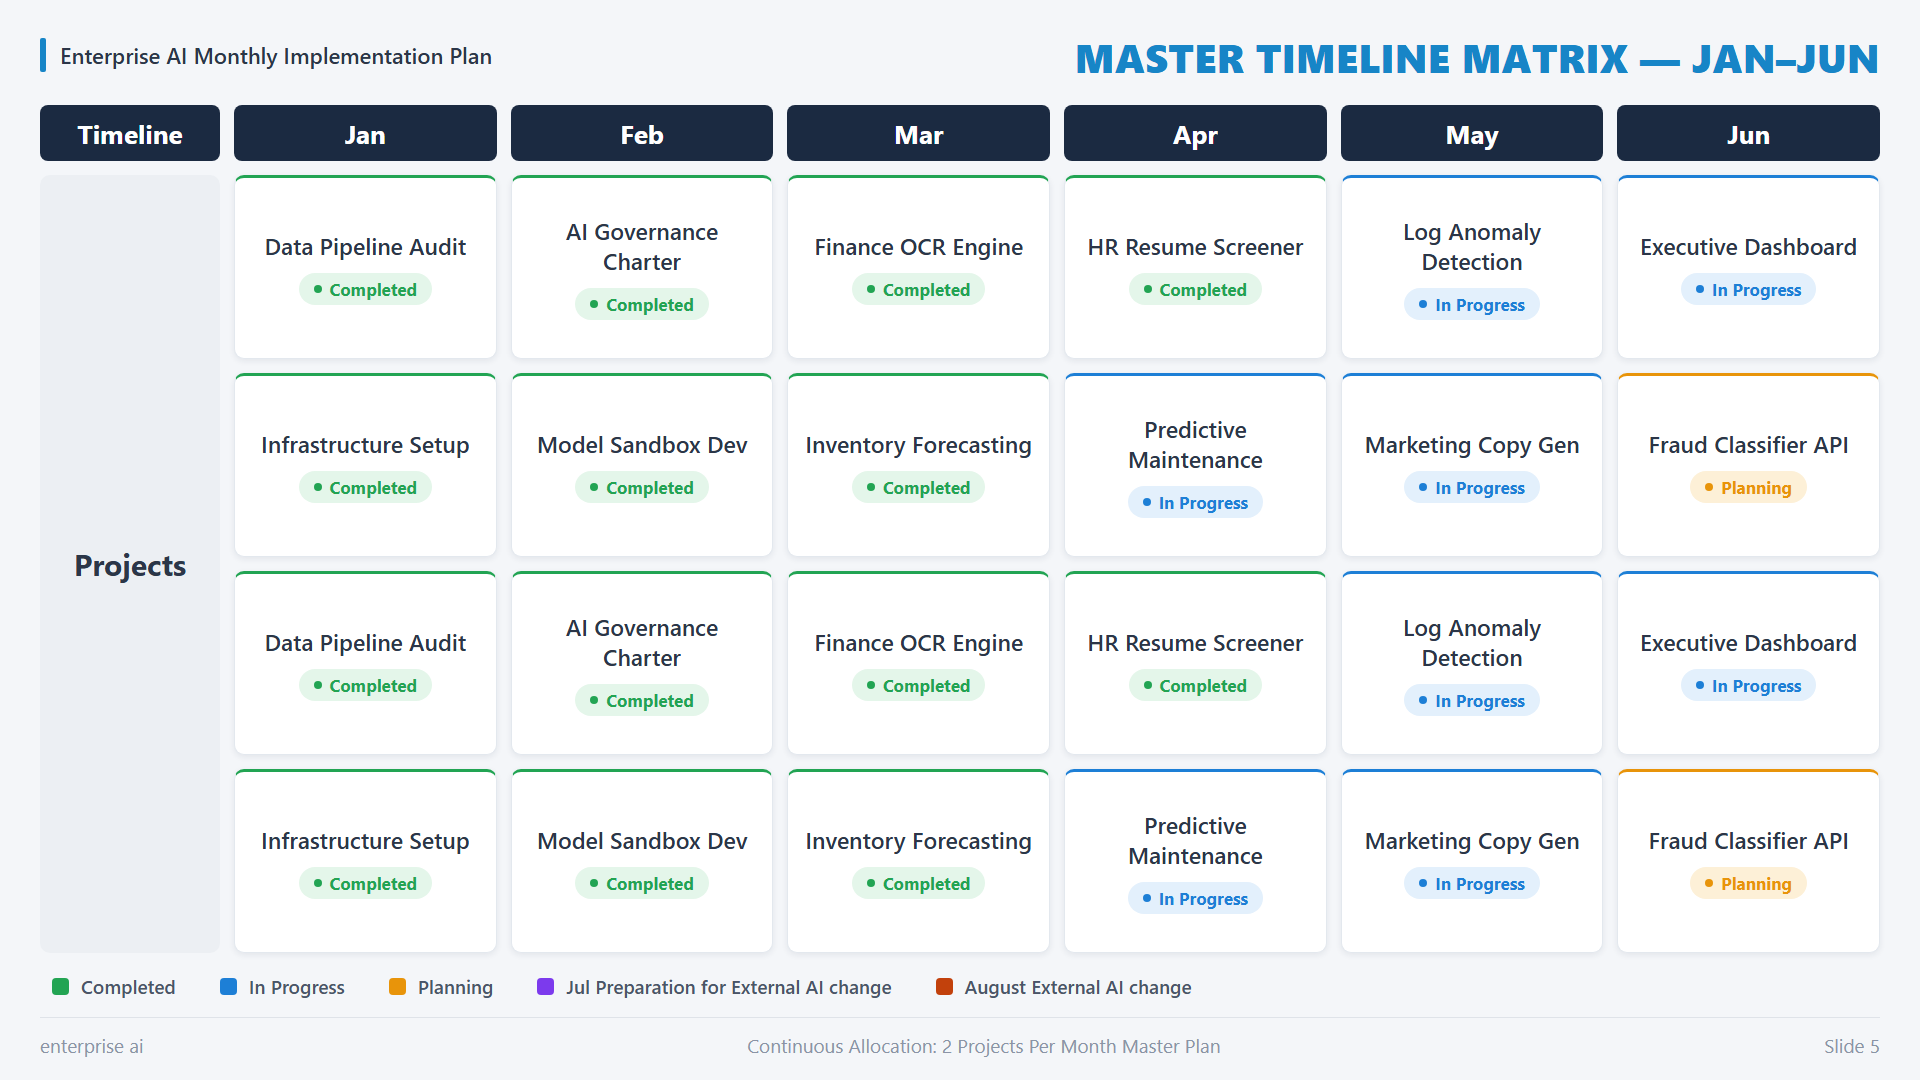 Enterprise AI Monthly Implementation Plan
MASTER TIMELINE MATRIX — JAN–JUN
Timeline
Jan
Feb
Mar
Apr
May
Jun
Projects
Data Pipeline Audit
Completed
AI Governance
Charter
Completed
Finance OCR Engine
Completed
HR Resume Screener
Completed
Log Anomaly
Detection
In Progress
Executive Dashboard
In Progress
Infrastructure Setup
Completed
Model Sandbox Dev
Completed
Inventory Forecasting
Completed
Predictive
Maintenance
In Progress
Marketing Copy Gen
In Progress
Fraud Classifier API
Planning
Data Pipeline Audit
Completed
AI Governance
Charter
Completed
Finance OCR Engine
Completed
HR Resume Screener
Completed
Log Anomaly
Detection
In Progress
Executive Dashboard
In Progress
Infrastructure Setup
Completed
Model Sandbox Dev
Completed
Inventory Forecasting
Completed
Predictive
Maintenance
In Progress
Marketing Copy Gen
In Progress
Fraud Classifier API
Planning
Completed
In Progress
Planning
Jul Preparation for External AI change
August External AI change
enterprise ai
Continuous Allocation: 2 Projects Per Month Master Plan
Slide 5